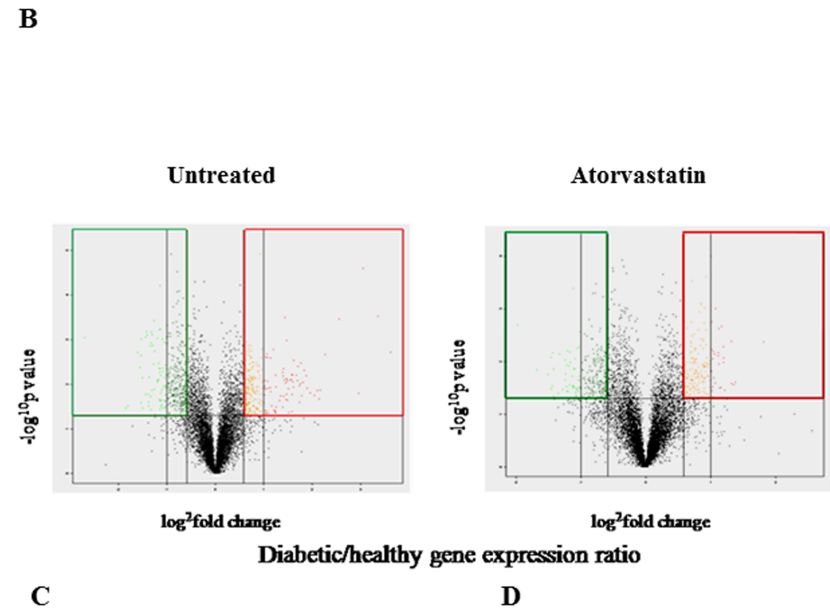 B
Untreated
Atorvastatin
-log¹⁰p value
-log¹⁰p value
log²fold change
log²fold change
Diabetic/healthy gene expression ratio
C
D